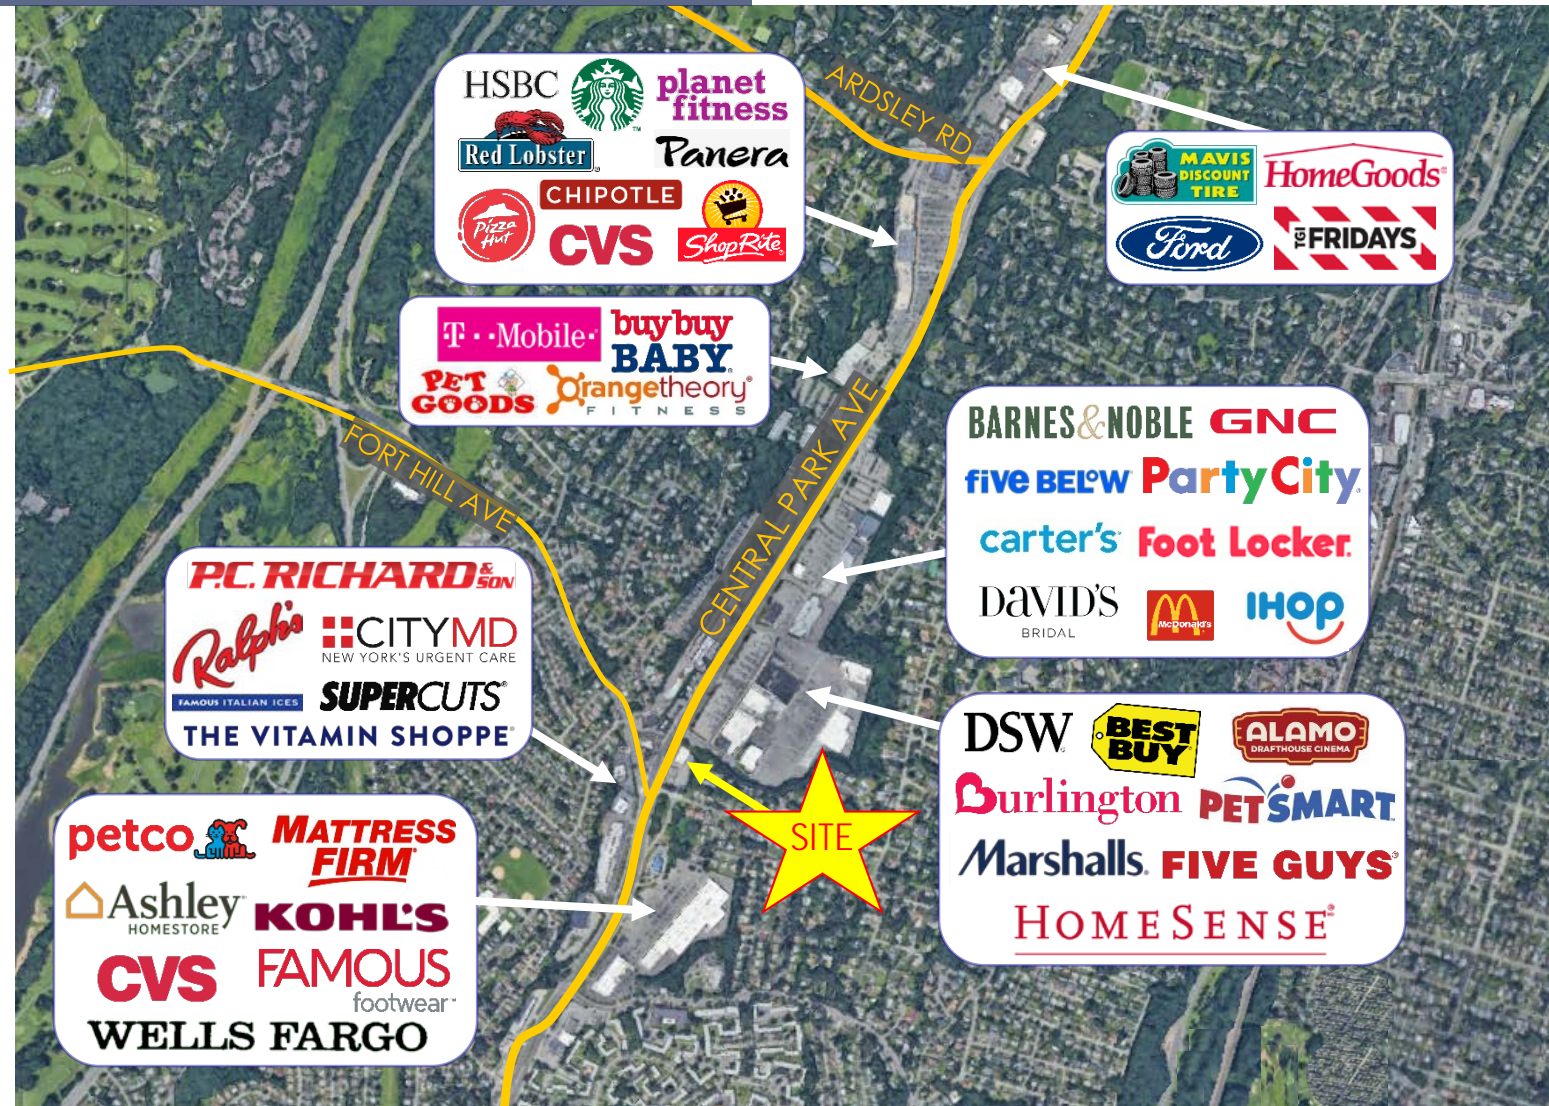 HSBC
planet
fitness
Red Lobster
Panera
Pizza
Hut
CHIPOTLE
CVS
ShopRite
ARDSLEY RD
MAVIS
DISCOUNT
TIRE
HomeGoods
Ford
TGI FRIDAYS
T··Mobile·
buybuy
BABY
PET
GOODS
Orangetheory
FITNESS
FORT HILL AVE
CENTRAL PARK AVE
BARNES&NOBLE
GNC
five BELOW
Party City
carter's
Foot Locker
DAVID'S
BRIDAL
McDonald's
IHOP
P.C. RICHARD & SON
Ralph's
FAMOUS ITALIAN ICES
CITYMD
NEW YORK'S URGENT CARE
SUPERCUTS
THE VITAMIN SHOPPE
DSW
BEST
BUY
ALAMO
DRAFTHOUSE CINEMA
Burlington
PETSMART
Marshalls
FIVE GUYS
HOMESENSE
SITE
petco
MATTRESS
FIRM
Ashley
HOMESTORE
KOHL'S
CVS
FAMOUS
footwear
WELLS FARGO